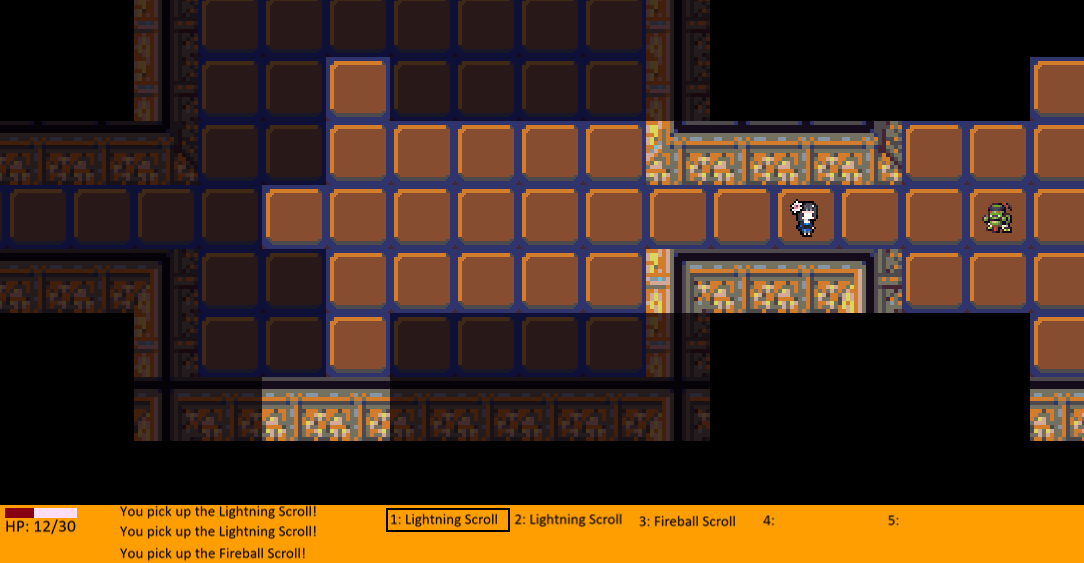 You pick up the Lightning Scroll!
HP: 12/30
You pick up the Lightning Scroll!
You pick up the Fireball Scroll!
1: Lightning Scroll
2: Lightning Scroll
3: Fireball Scroll
4:
5: